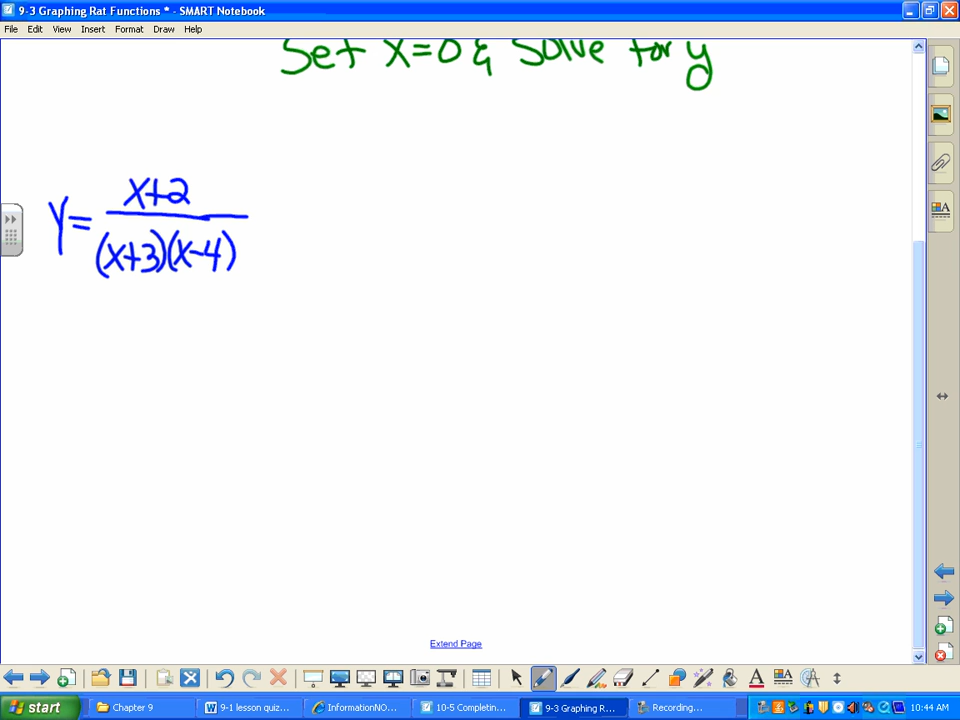 9-3 Graphing Rat Functions * - SMART Notebook
File Edit View Insert Format Draw Help
Set X=0 & Solve for y
Y= x+2
(x+3)(x-4)
Extend Page
start Chapter 9 9-1 lesson quiz... InformationNO... 10-5 Completin... 9-3 Graphing R... Recording... 10:44 AM